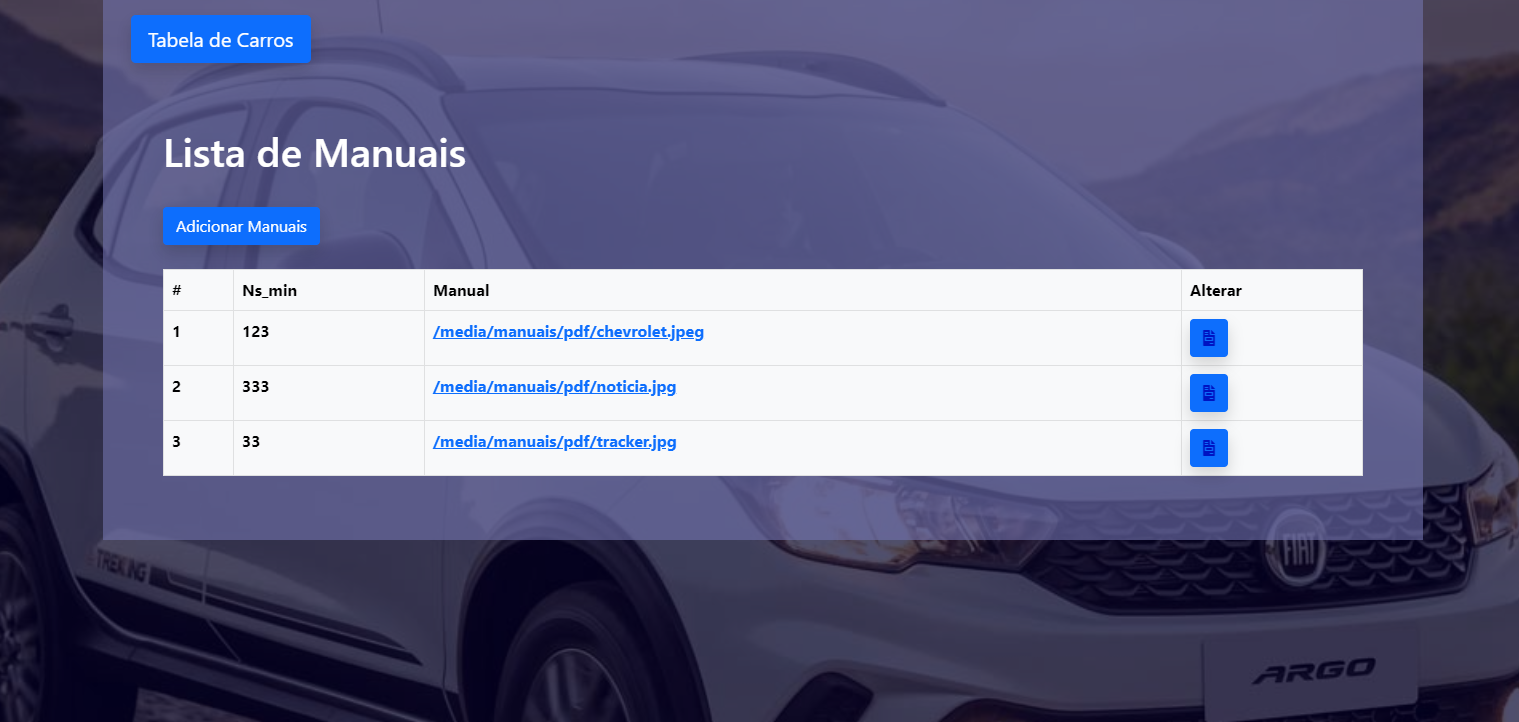 Tabela de Carros
Lista de Manuais
Adicionar Manuais
# Ns_min Manual Alterar
1 123 /media/manuais/pdf/chevrolet.jpeg
2 333 /media/manuais/pdf/noticia.jpg
3 33 /media/manuais/pdf/tracker.jpg
FIAT
TREKKING
ARGO